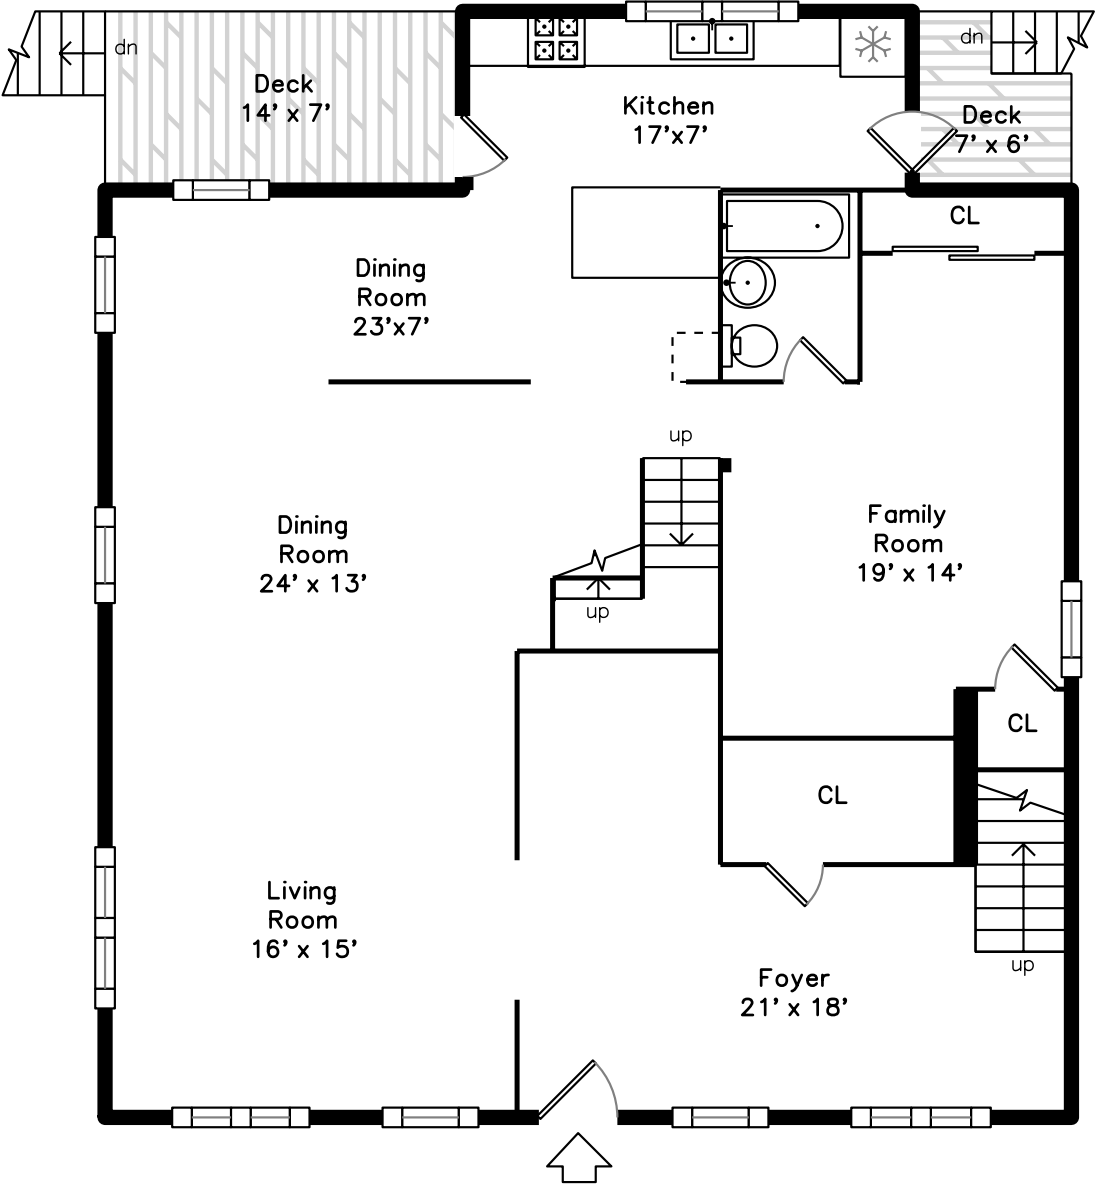 dn
Deck
14' x 7'
Kitchen
17'x7'
dn
Deck
7' x 6'
CL
Dining
Room
23'x7'
up
Dining
Room
24' x 13'
Family
Room
19' x 14'
up
CL
CL
Living
Room
16' x 15'
up
Foyer
21' x 18'